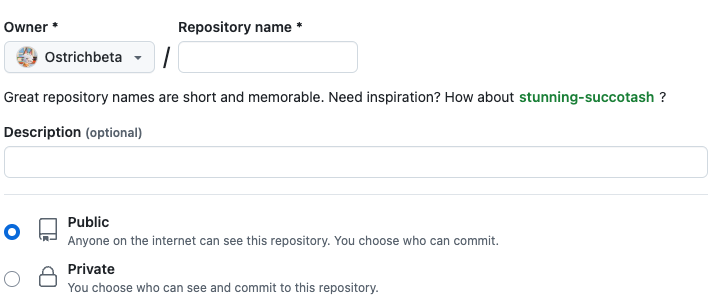 Owner * Repository name *
Ostrichbeta /
Great repository names are short and memorable. Need inspiration? How about stunning-succotash ?
Description (optional)
Public
Anyone on the internet can see this repository. You choose who can commit.
Private
You choose who can see and commit to this repository.